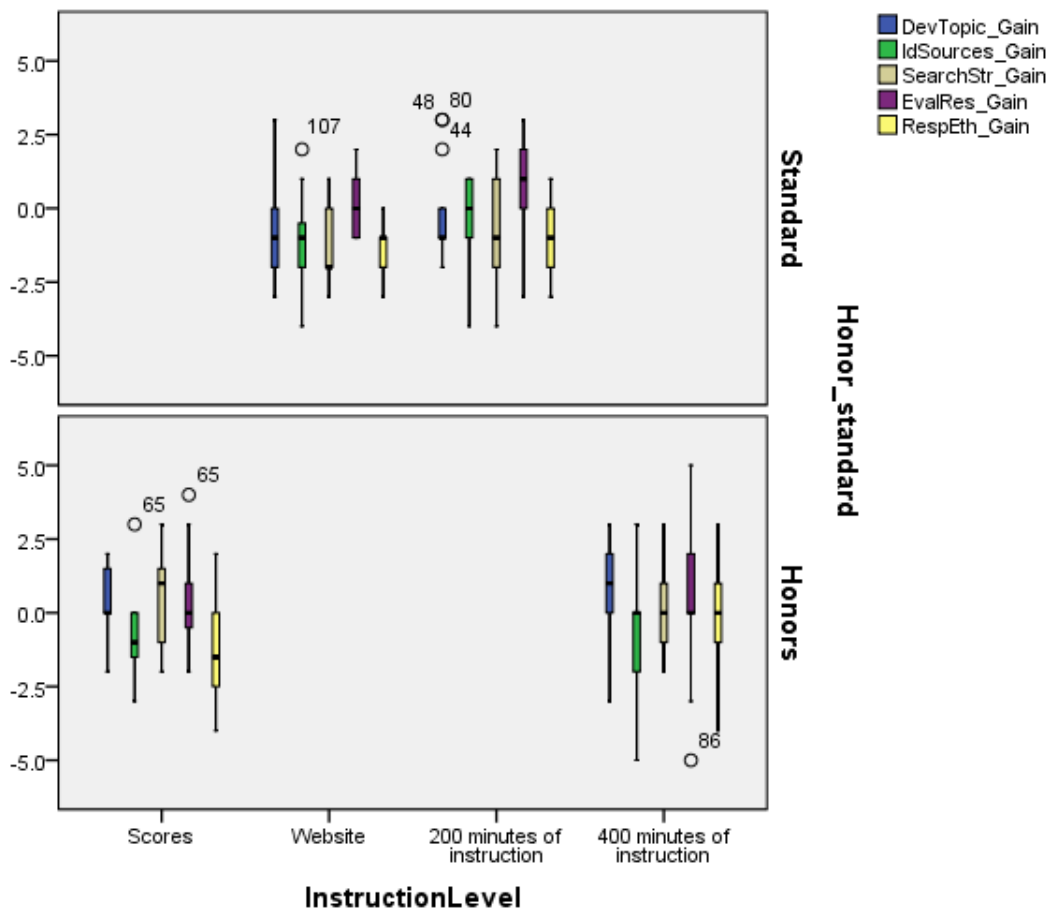 DevTopic_Gain
IdSources_Gain
SearchStr_Gain
EvalRes_Gain
RespEth_Gain
5.0
2.5
0.0
-2.5
-5.0
107
48 80
44
Standard
Honor_standard
5.0
2.5
0.0
-2.5
-5.0
65
65
86
Honors
Scores
Website
200 minutes of
instruction
400 minutes of
instruction
InstructionLevel